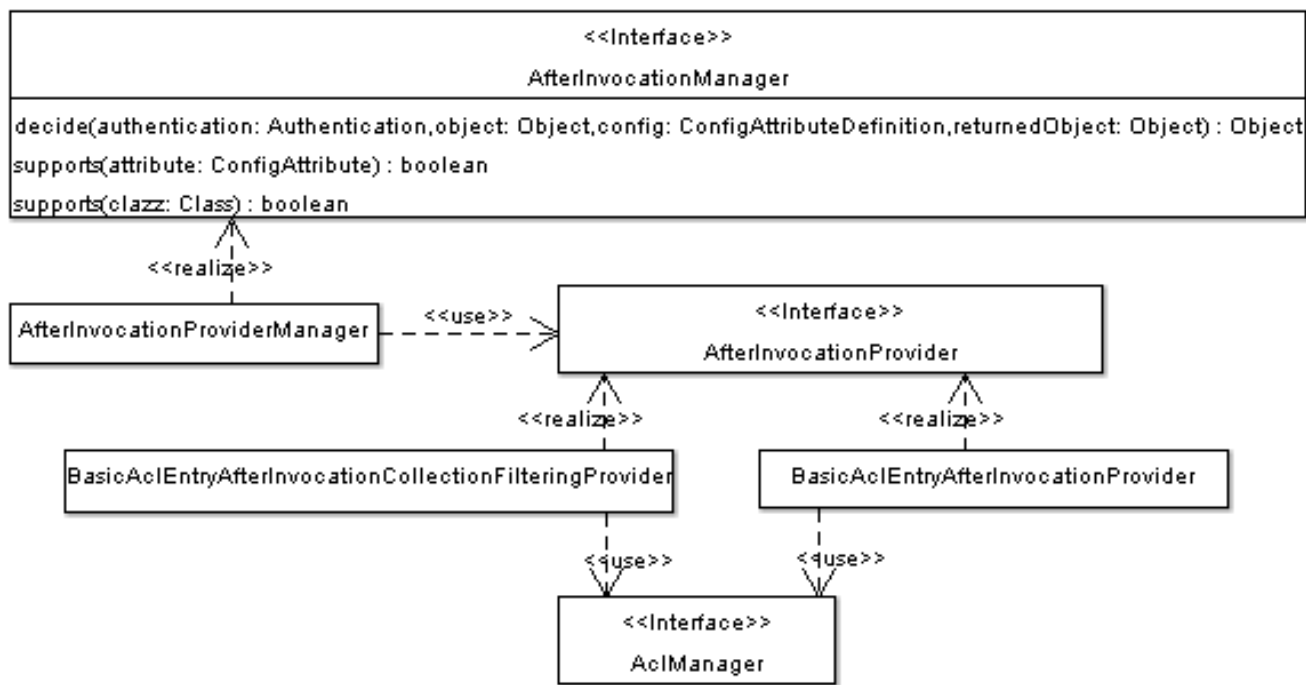 <<Interface>>
AfterInvocationManager
decide(authentication: Authentication,object: Object,config: ConfigAttributeDefinition,returnedObject: Object) : Object
supports(attribute: ConfigAttribute) : boolean
supports(clazz: Class) : boolean
<<realize>>
AfterInvocationProviderManager
<<use>>
<<Interface>>
AfterInvocationProvider
<<realize>>
<<realize>>
BasicAclEntryAfterInvocationCollectionFilteringProvider
BasicAclEntryAfterInvocationProvider
<<use>>
<<use>>
<<Interface>>
AclManager